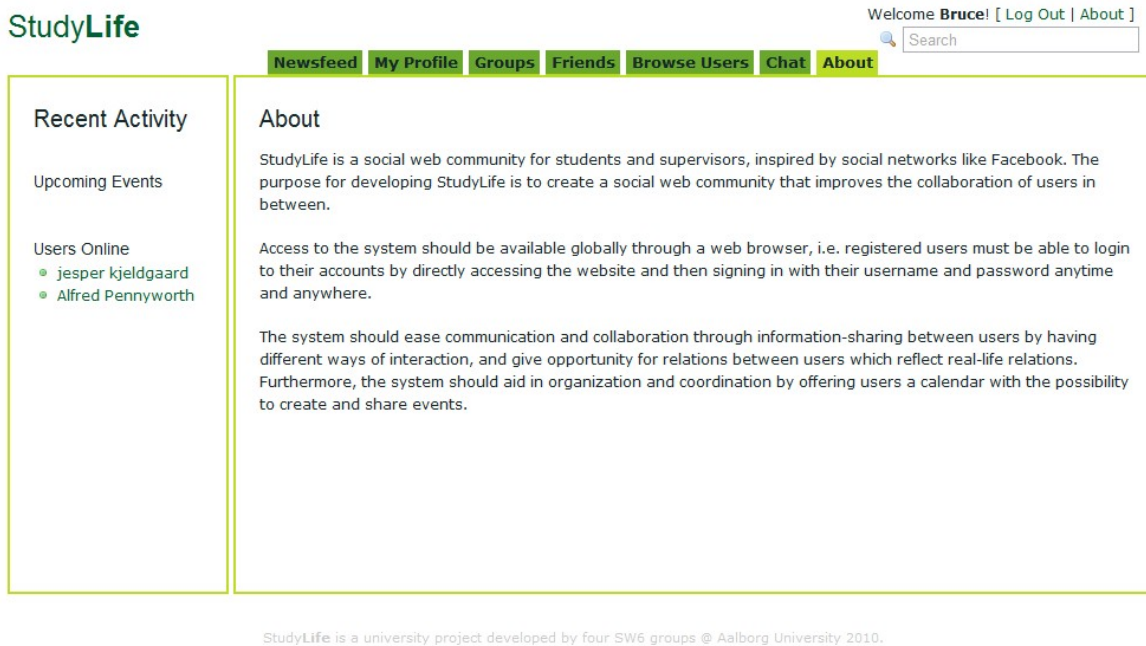 StudyLife
Welcome Bruce! [ Log Out | About ]
Search
Newsfeed My Profile Groups Friends Browse Users Chat About
Recent Activity
Upcoming Events
Users Online
jesper kjeldgaard
Alfred Pennyworth
About
StudyLife is a social web community for students and supervisors, inspired by social networks like Facebook. The
purpose for developing StudyLife is to create a social web community that improves the collaboration of users in
between.
Access to the system should be available globally through a web browser, i.e. registered users must be able to login
to their accounts by directly accessing the website and then signing in with their username and password anytime
and anywhere.
The system should ease communication and collaboration through information-sharing between users by having
different ways of interaction, and give opportunity for relations between users which reflect real-life relations.
Furthermore, the system should aid in organization and coordination by offering users a calendar with the possibility
to create and share events.
StudyLife is a university project developed by four SW6 groups @ Aalborg University 2010.